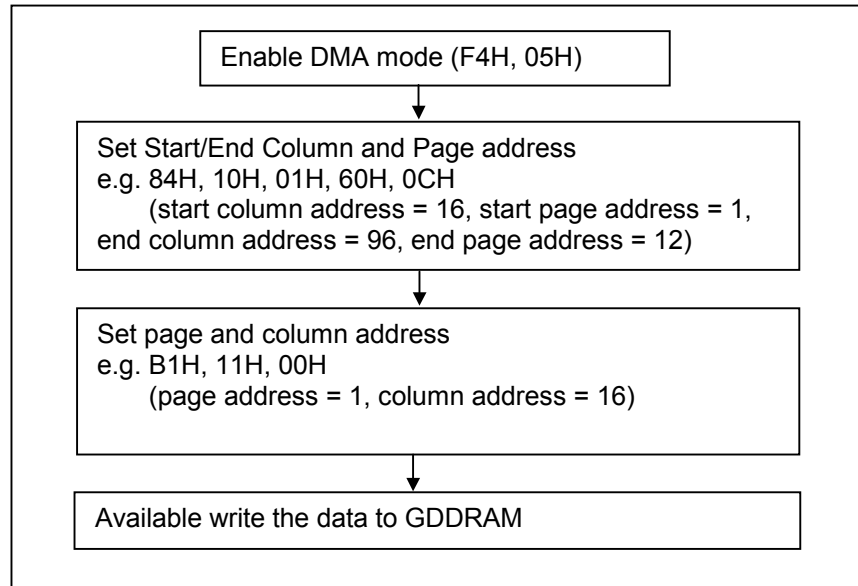 Enable DMA mode (F4H, 05H)
Set Start/End Column and Page address
e.g. 84H, 10H, 01H, 60H, 0CH
(start column address = 16, start page address = 1,
end column address = 96, end page address = 12)
Set page and column address
e.g. B1H, 11H, 00H
(page address = 1, column address = 16)
Available write the data to GDDRAM